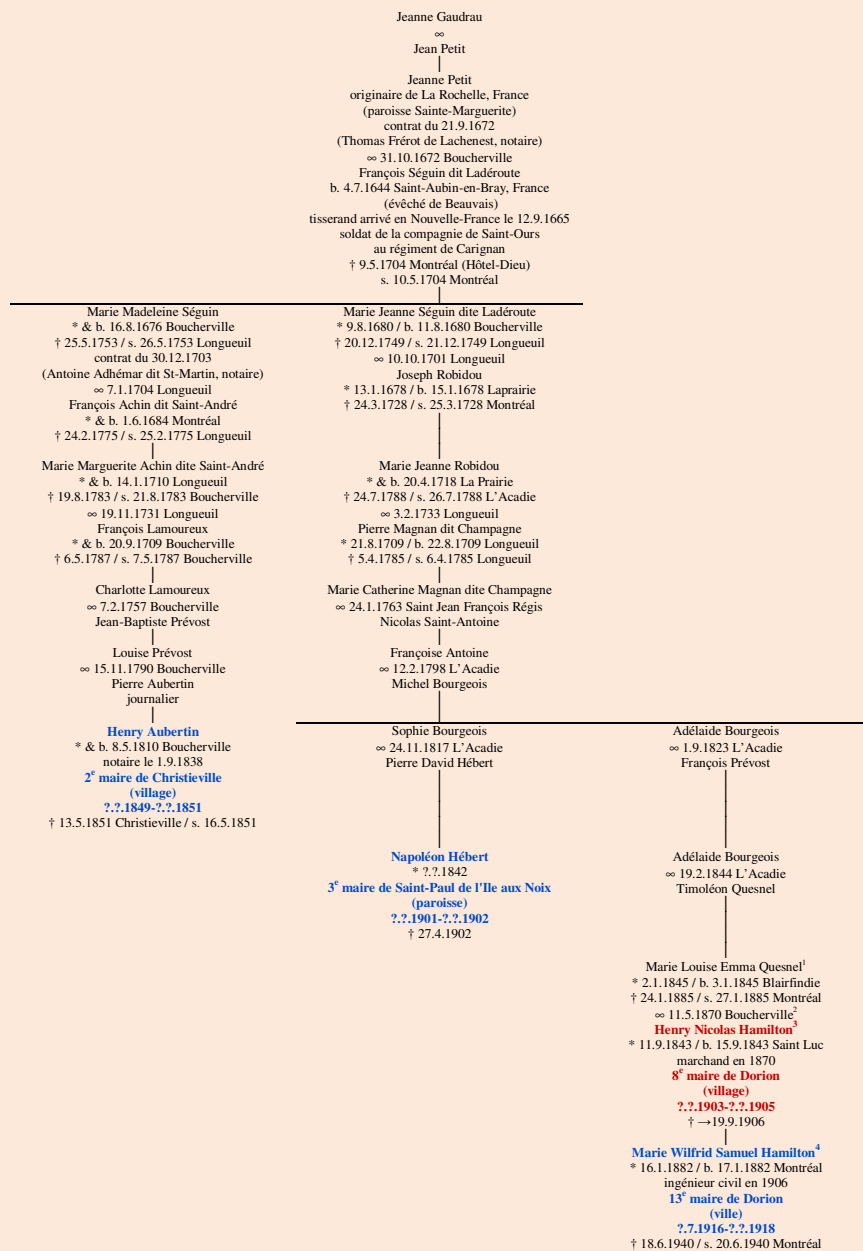 Jeanne Gaudrau
∞
Jean Petit
Jeanne Petit
originaire de La Rochelle, France
(paroisse Sainte-Marguerite)
contrat du 21.9.1672
(Thomas Frérot de Lachenest, notaire)
∞ 31.10.1672 Boucherville
François Séguin dit Ladéroute
b. 4.7.1644 Saint-Aubin-en-Bray, France
(évêché de Beauvais)
tisserand arrivé en Nouvelle-France le 12.9.1665
soldat de la compagnie de Saint-Ours
au régiment de Carignan
† 9.5.1704 Montréal (Hôtel-Dieu)
s. 10.5.1704 Montréal
Marie Madeleine Séguin
* & b. 16.8.1676 Boucherville
† 25.5.1753 / s. 26.5.1753 Longueuil
contrat du 30.12.1703
(Antoine Adhémar dit St-Martin, notaire)
∞ 7.1.1704 Longueuil
François Achin dit Saint-André
* & b. 1.6.1684 Montréal
† 24.2.1775 / s. 25.2.1775 Longueuil
Marie Marguerite Achin dite Saint-André
* & b. 14.1.1710 Longueuil
† 19.8.1783 / s. 21.8.1783 Boucherville
∞ 19.11.1731 Longueuil
François Lamoureux
* & b. 20.9.1709 Boucherville
† 6.5.1787 / s. 7.5.1787 Boucherville
Charlotte Lamoureux
∞ 7.2.1757 Boucherville
Jean-Baptiste Prévost
Louise Prévost
∞ 15.11.1790 Boucherville
Pierre Aubertin
journalier
Henry Aubertin
* & b. 8.5.1810 Boucherville
notaire le 1.9.1838
2e maire de Christieville
(village)
?.?.1849-?.?.1851
† 13.5.1851 Christieville / s. 16.5.1851
Marie Jeanne Séguin dite Ladéroute
* 9.8.1680 / b. 11.8.1680 Boucherville
† 20.12.1749 / s. 21.12.1749 Longueuil
∞ 10.10.1701 Longueuil
Joseph Robidou
* 13.1.1678 / b. 15.1.1678 Laprairie
† 24.3.1728 / s. 25.3.1728 Montréal
Marie Jeanne Robidou
* & b. 20.4.1718 La Prairie
† 24.7.1788 / s. 26.7.1788 L'Acadie
∞ 3.2.1733 Longueuil
Pierre Magnan dit Champagne
* 21.8.1709 / b. 22.8.1709 Longueuil
† 5.4.1785 / s. 6.4.1785 Longueuil
Marie Catherine Magnan dite Champagne
∞ 24.1.1763 Saint Jean François Régis
Nicolas Saint-Antoine
Françoise Antoine
∞ 12.2.1798 L'Acadie
Michel Bourgeois
Sophie Bourgeois
∞ 24.11.1817 L'Acadie
Pierre David Hébert
Napoléon Hébert
* ?.?.1842
3e maire de Saint-Paul de l'Ile aux Noix
(paroisse)
?.?.1901-?.?.1902
† 27.4.1902
Adélaide Bourgeois
∞ 1.9.1823 L'Acadie
François Prévost
Adélaide Bourgeois
∞ 19.2.1844 L'Acadie
Timoléon Quesnel
Marie Louise Emma Quesnel1
* 2.1.1845 / b. 3.1.1845 Blairfindie
† 24.1.1885 / s. 27.1.1885 Montréal
∞ 11.5.1870 Boucherville2
Henry Nicolas Hamilton3
* 11.9.1843 / b. 15.9.1843 Saint Luc
marchand en 1870
8e maire de Dorion
(village)
?.?.1903-?.?.1905
† →19.9.1906
Marie Wilfrid Samuel Hamilton4
* 16.1.1882 / b. 17.1.1882 Montréal
ingénieur civil en 1906
13e maire de Dorion
(ville)
?.7.1916-?.?.1918
† 18.6.1940 / s. 20.6.1940 Montréal